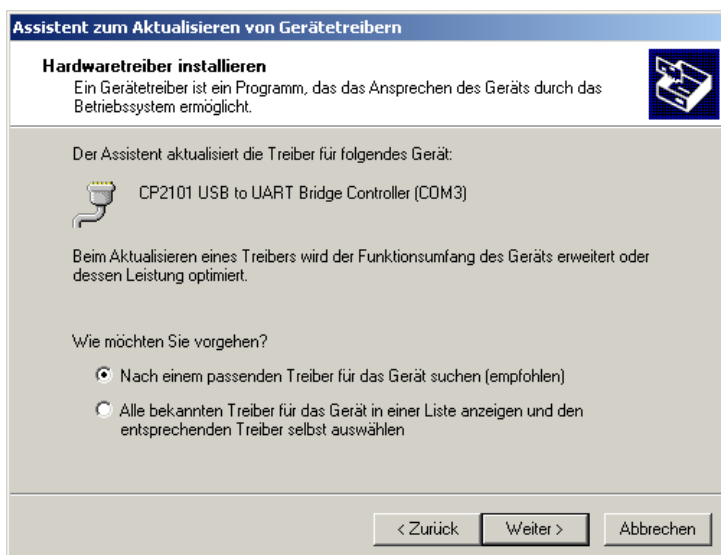 Assistent zum Aktualisieren von Gerätetreibern
Hardwaretreiber installieren
Ein Gerätetreiber ist ein Programm, das das Ansprechen des Geräts durch das
Betriebssystem ermöglicht.
Der Assistent aktualisiert die Treiber für folgendes Gerät:
CP2101 USB to UART Bridge Controller (COM3)
Beim Aktualisieren eines Treibers wird der Funktionsumfang des Geräts erweitert oder
dessen Leistung optimiert.
Wie möchten Sie vorgehen?
Nach einem passenden Treiber für das Gerät suchen (empfohlen)
Alle bekannten Treiber für das Gerät in einer Liste anzeigen und den
entsprechenden Treiber selbst auswählen
< Zurück Weiter > Abbrechen